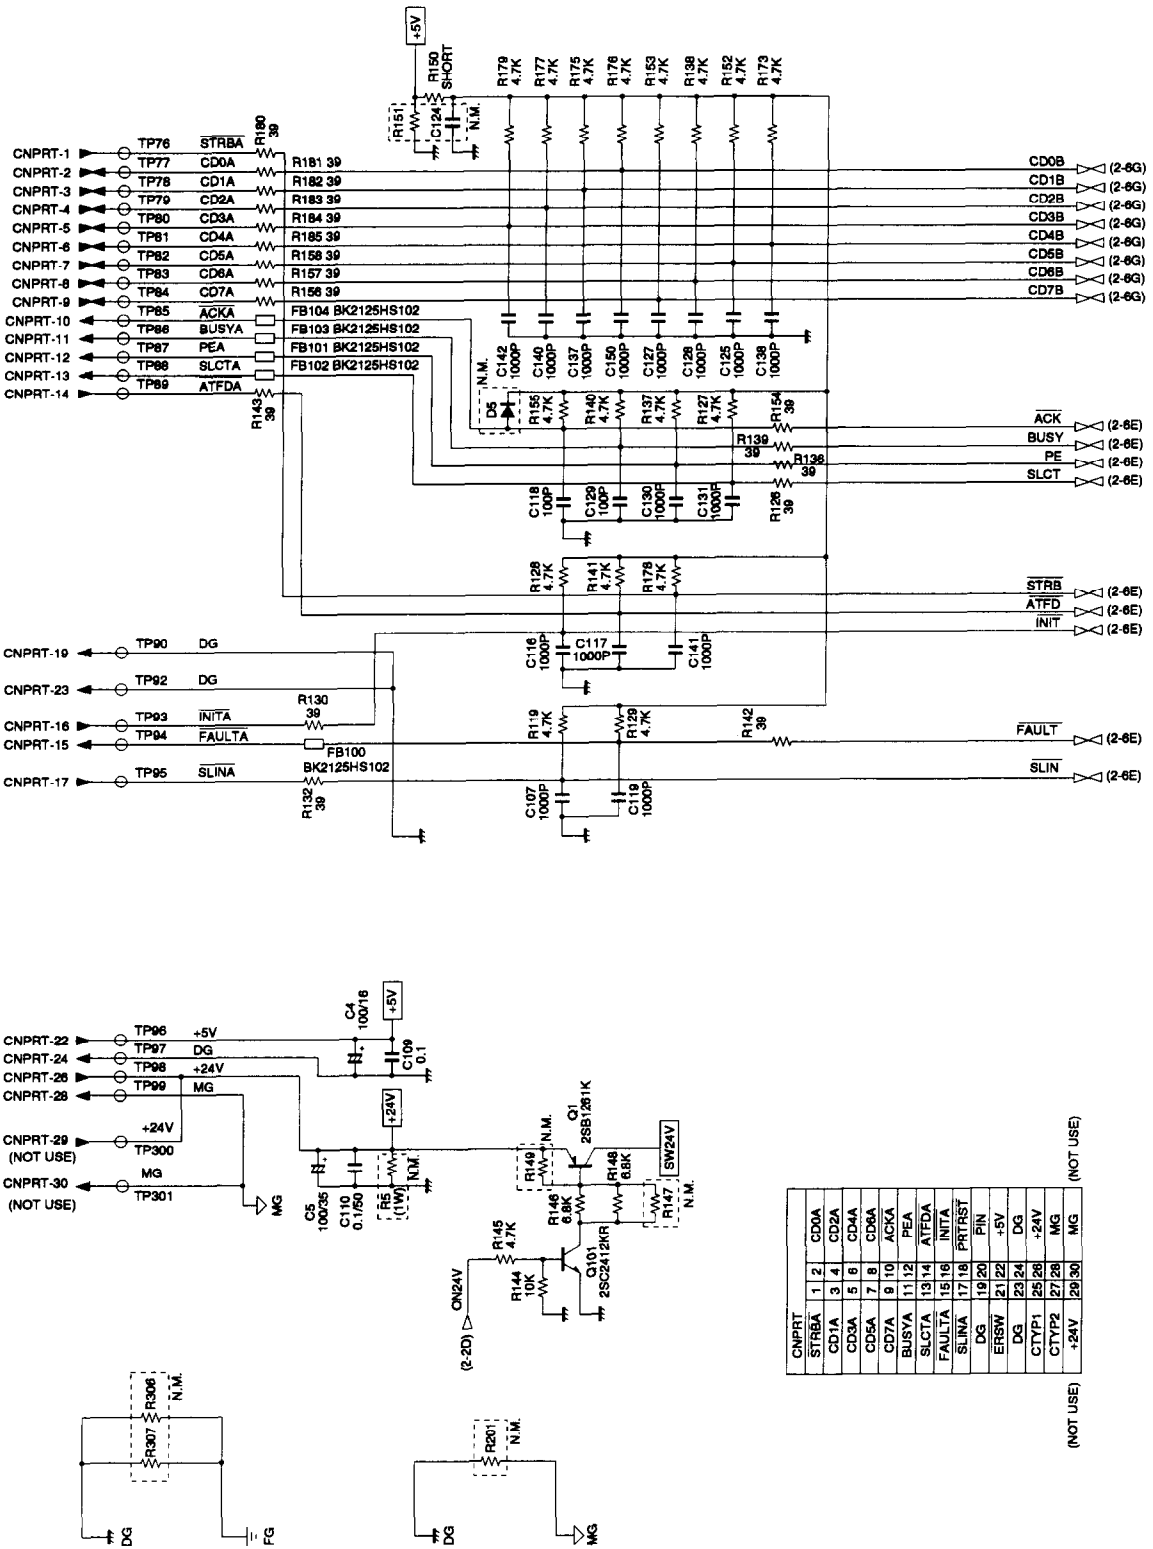 +5V
R150
SHORT
R151
C124
N.M.
R179
4.7K
R177
4.7K
R175
4.7K
R176
4.7K
R153
4.7K
R138
4.7K
R152
4.7K
R173
4.7K
CNPRT-1 TP76 STRBA R180 39
CNPRT-2 TP77 CD0A R181 39 CD0B (2-6G)
CNPRT-3 TP78 CD1A R182 39 CD1B (2-6G)
CNPRT-4 TP79 CD2A R183 39 CD2B (2-6G)
CNPRT-5 TP80 CD3A R184 39 CD3B (2-6G)
CNPRT-6 TP81 CD4A R185 39 CD4B (2-6G)
CNPRT-7 TP82 CD5A R158 39 CD5B (2-6G)
CNPRT-8 TP83 CD6A R157 39 CD6B (2-6G)
CNPRT-9 TP84 CD7A R156 39 CD7B (2-6G)
CNPRT-10 TP85 ACKA FB104 BK2125HS102
CNPRT-11 TP86 BUSYA FB103 BK2125HS102
CNPRT-12 TP87 PEA FB101 BK2125HS102
CNPRT-13 TP88 SLCTA FB102 BK2125HS102
CNPRT-14 TP89 ATFDA R143 39
C142
1000P
C140
1000P
C137
1000P
C150
1000P
C127
1000P
C128
1000P
C125
1000P
C138
1000P
N.M.
D5
R155
4.7K
R140
4.7K
R137
4.7K
R127
4.7K
R154
39
R139
39
R136
39
R126
39
ACK (2-6E)
BUSY (2-6E)
PE (2-6E)
SLCT (2-6E)
C118
100P
C129
1000P
C130
1000P
C131
1000P
R128
4.7K
R141
4.7K
R178
4.7K
STRB (2-6E)
ATFD (2-6E)
INIT (2-6E)
C116
1000P
C117
1000P
C141
1000P
CNPRT-19 TP90 DG
CNPRT-23 TP92 DG
CNPRT-16 TP93 INITA R130 39
CNPRT-15 TP94 FAULTA FB100 BK2125HS102
CNPRT-17 TP95 SLINA R132 39
R119
4.7K
R129
4.7K
R142
39
FAULT (2-6E)
SLIN (2-6E)
C107
1000P
C119
1000P
CNPRT-22 TP96 +5V
CNPRT-24 TP97 DG
CNPRT-26 TP98 +24V
CNPRT-28 TP99 MG
CNPRT-29 +24V
(NOT USE) TP300
CNPRT-30 MG
(NOT USE) TP301
MG
C4
100/16
+5V
C109
0.1
+24V
C5
100/35
C110
0.1/50
R5
(1W)
N.M.
R149
N.M.
Q1
2SB1261K
SW24V
R146
6.8K
R148
6.8K
R147
N.M.
R145
4.7K
R144
10K
Q101
2SC2412KR
ON24V
(2-2D)
CNPRT
STRBA 1 2 CD0A
CD1A 3 4 CD2A
CD3A 5 6 CD4A
CD5A 7 8 CD6A
CD7A 9 10 ACKA
BUSYA 11 12 PEA
SLCTA 13 14 ATFDA
FAULTA 15 16 INITA
SLINA 17 18 PRTRST
DG 19 20 PIN
ERSW 21 22 +5V
DG 23 24 DG
CTYP1 25 26 +24V
CTYP2 27 28 MG
(NOT USE) +24V 29 30 MG (NOT USE)
R306
R307
N.M.
DG
FG
R201
N.M.
DG
MG